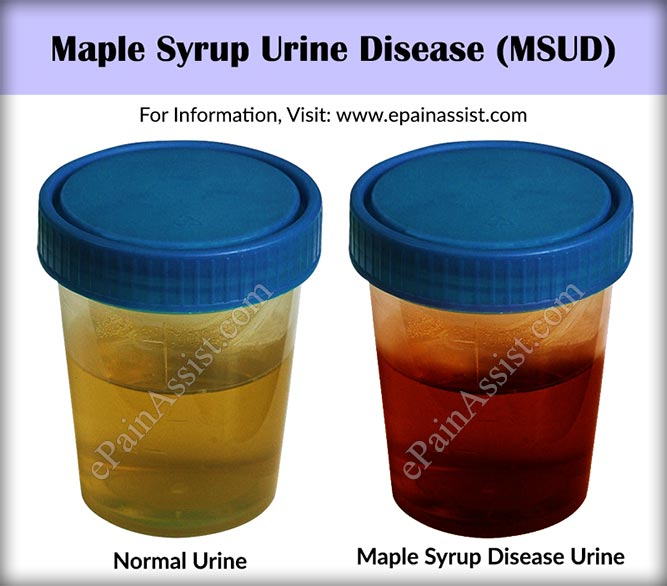 Maple Syrup Urine Disease (MSUD)
For Information, Visit: www.epainassist.com
ePainAssist.com
ePainAssist.com
Normal Urine
Maple Syrup Disease Urine